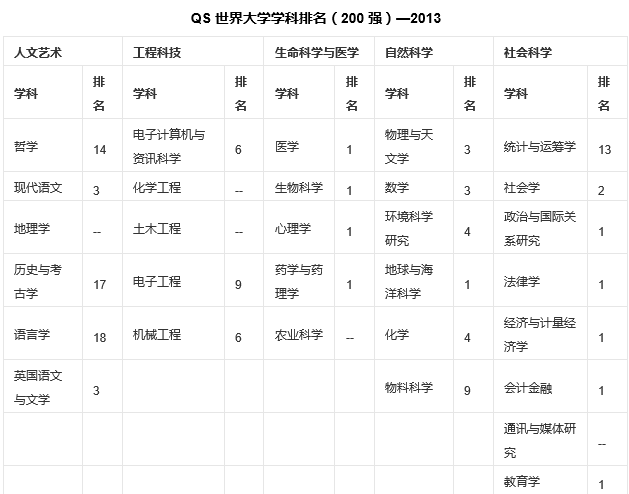 QS 世界大学学科排名（200 强）—2013
人文艺术 工程科技 生命科学与医学 自然科学 社会科学
学科 排名 学科 排名 学科 排名 学科 排名 学科 排名
哲学 14 电子计算机与资讯科学 6 医学 1 物理与天文学 3 统计与运筹学 13
现代语文 3 化学工程 -- 生物科学 1 数学 3 社会学 2
地理学 -- 土木工程 -- 心理学 1 环境科学研究 4 政治与国际关系研究 1
历史与考古学 17 电子工程 9 药学与药理学 1 地球与海洋科学 1 法律学 1
语言学 18 机械工程 6 农业科学 -- 化学 4 经济与计量经济学 1
英国语文与文学 3 物料科学 9 会计金融 1
通讯与媒体研究 --
教育学 1